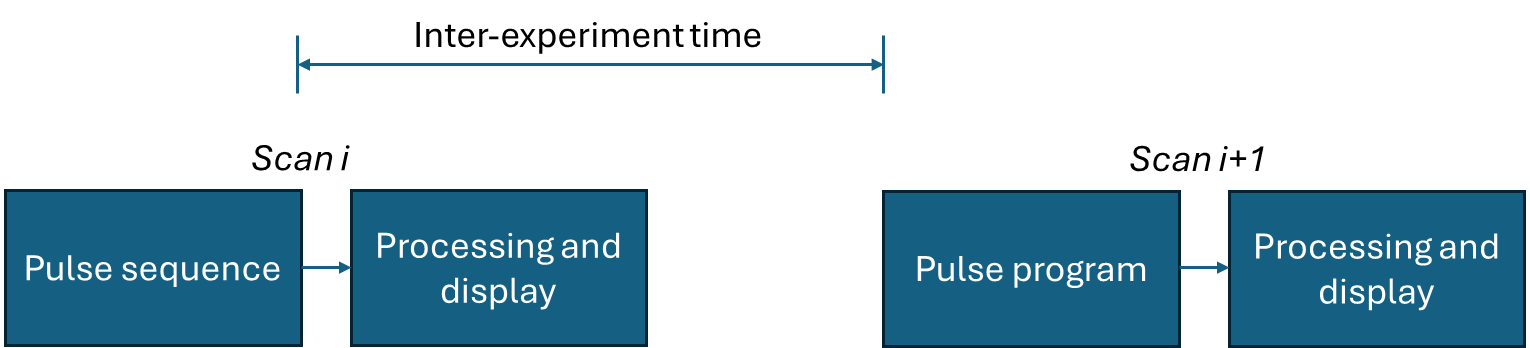 Inter-experiment time
Scan i
Scan i+1
Pulse sequence
Processing and
display
Pulse program
Processing and
display